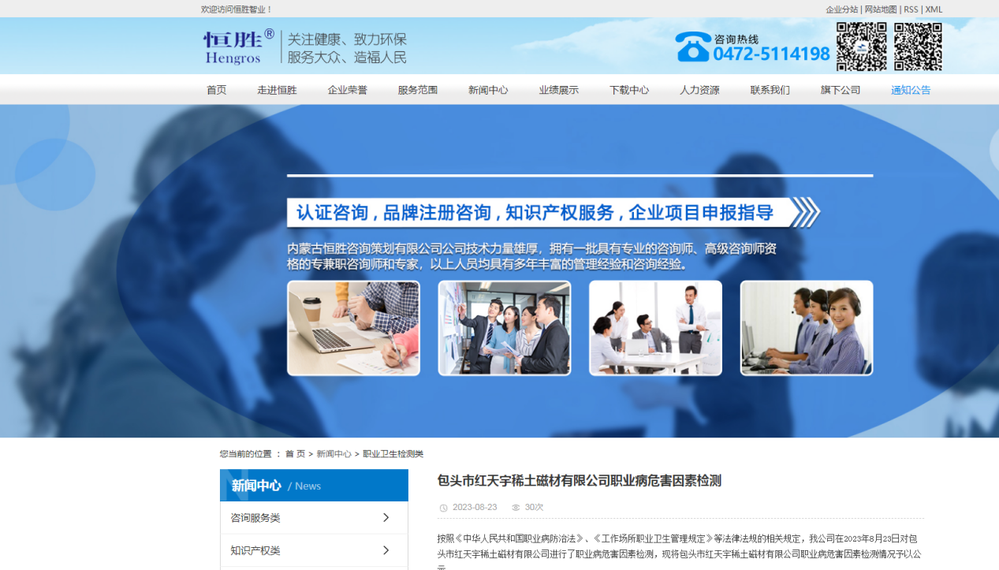 欢迎访问恒胜智业！
企业分站 | 网站地图 | RSS | XML
恒胜®
Hengros
关注健康、致力环保
服务大众、造福人民
咨询热线
0472-5114198
首页 走进恒胜 企业荣誉 服务范围 新闻中心 业绩展示 下载中心 人力资源 联系我们 旗下公司 通知公告
认证咨询，品牌注册咨询，知识产权服务，企业项目申报指导
内蒙古恒胜咨询策划有限公司公司技术力量雄厚，拥有一批具有专业的咨询师、高级咨询师资
格的专兼职咨询师和专家，以上人员均具有多年丰富的管理经验和咨询经验。
您当前的位置 ： 首 页 > 新闻中心 > 职业卫生检测类
新闻中心 / News
咨询服务类
知识产权类
包头市红天宇稀土磁材有限公司职业病危害因素检测
2023-08-23 30次
按照《中华人民共和国职业病防治法》、《工作场所职业卫生管理规定》等法律法规的相关规定，我公司在2023年8月23日对包
头市红天宇稀土磁材有限公司进行了职业病危害因素检测，现将包头市红天宇稀土磁材有限公司职业病危害因素检测情况予以公